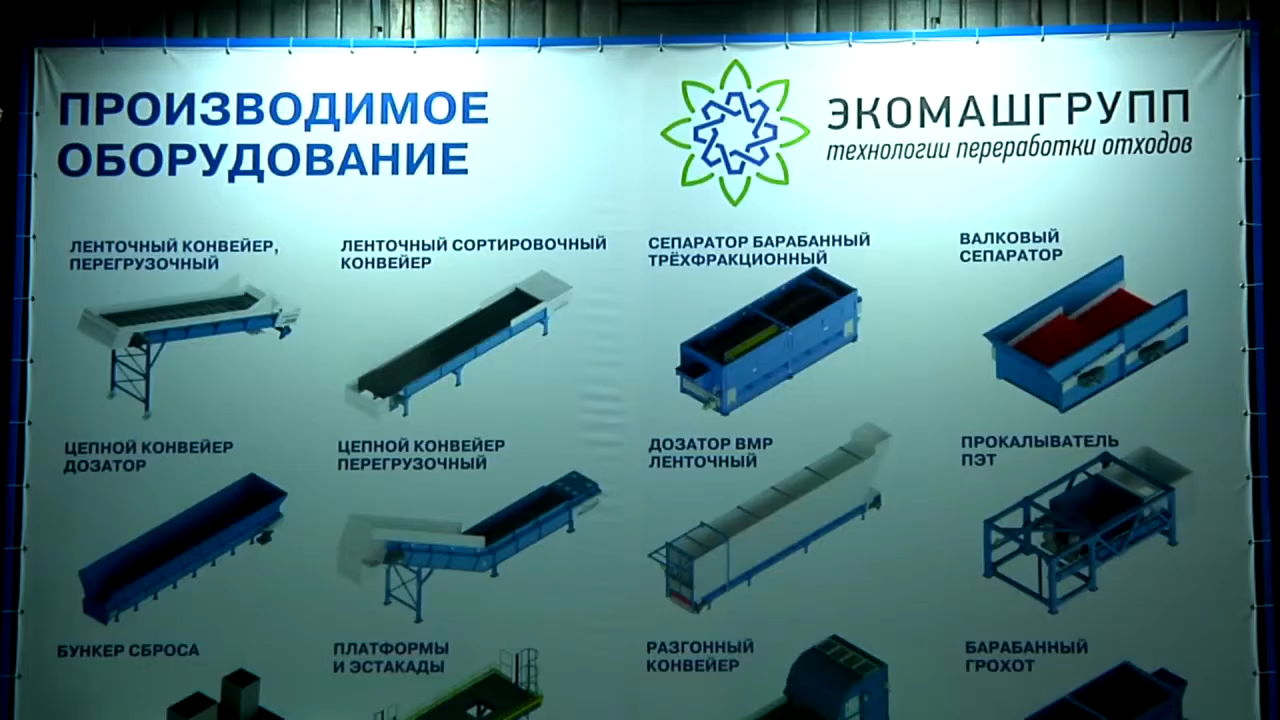 ПРОИЗВОДИМОЕ
ОБОРУДОВАНИЕ
ЭКОМАШГРУПП
технологии переработки отходов
ЛЕНТОЧНЫЙ КОНВЕЙЕР,
ПЕРЕГРУЗОЧНЫЙ
ЛЕНТОЧНЫЙ СОРТИРОВОЧНЫЙ
КОНВЕЙЕР
СЕПАРАТОР БАРАБАННЫЙ
ТРЁХФРАКЦИОННЫЙ
ВАЛКОВЫЙ
СЕПАРАТОР
ЦЕПНОЙ КОНВЕЙЕР
ДОЗАТОР
ЦЕПНОЙ КОНВЕЙЕР
ПЕРЕГРУЗОЧНЫЙ
ДОЗАТОР ВМР
ЛЕНТОЧНЫЙ
ПРОКАЛЫВАТЕЛЬ
ПЭТ
БУНКЕР СБРОСА
ПЛАТФОРМЫ
И ЭСТАКАДЫ
РАЗГОННЫЙ
КОНВЕЙЕР
БАРАБАННЫЙ
ГРОХОТ